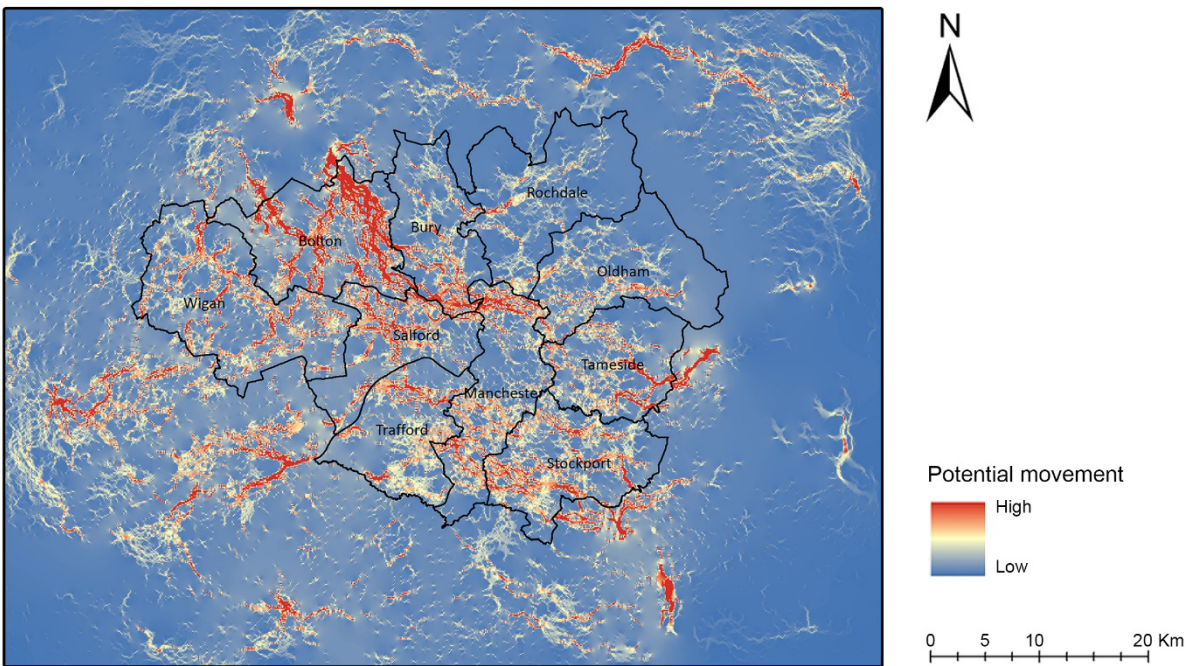 N
Rochdale
Bury
Bolton
Oldham
Wigan
Salford
Tameside
Manchester
Trafford
Stockport
Potential movement
High
Low
0 5 10 20 Km